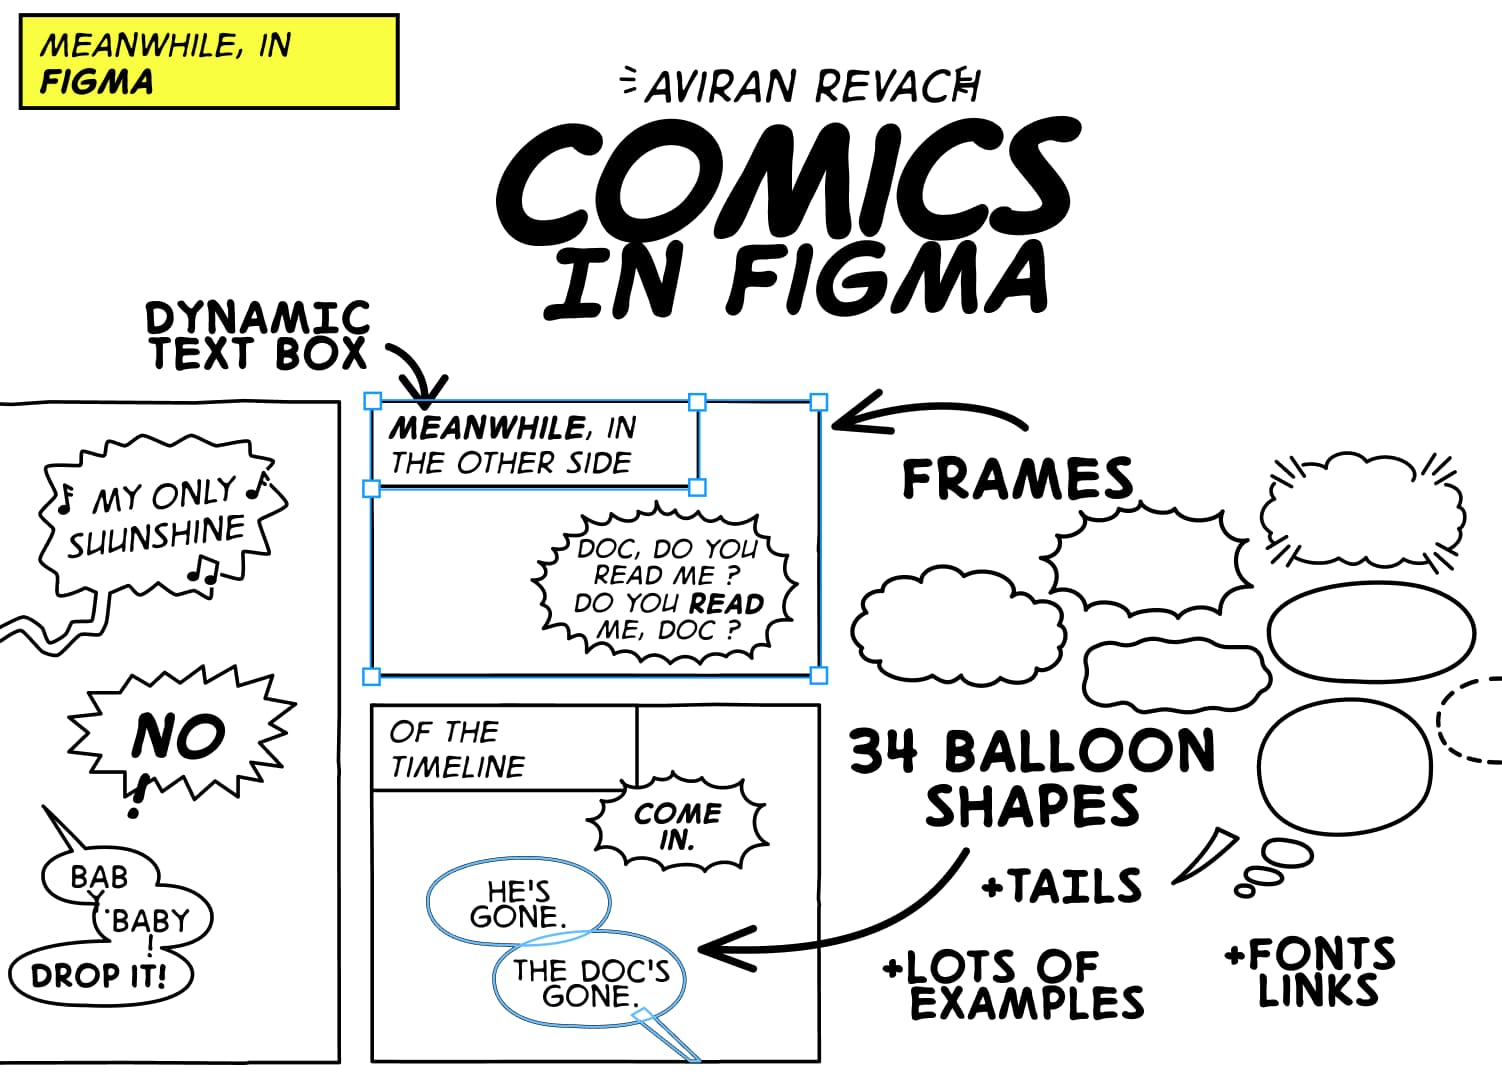 MEANWHILE, IN
FIGMA
AVIRAN REVACH
COMICS
IN FIGMA
DYNAMIC
TEXT BOX
MY ONLY
SUUNSHINE
NO
!
BAB
Y.
'BABY
!
DROP IT!
MEANWHILE, IN
THE OTHER SIDE
DOC, DO YOU
READ ME ?
DO YOU READ
ME, DOC ?
OF THE
TIMELINE
COME
IN.
HE'S
GONE.
THE DOC'S
GONE.
FRAMES
34 BALLOON
SHAPES
+TAILS
+LOTS OF
EXAMPLES
+FONTS
LINKS